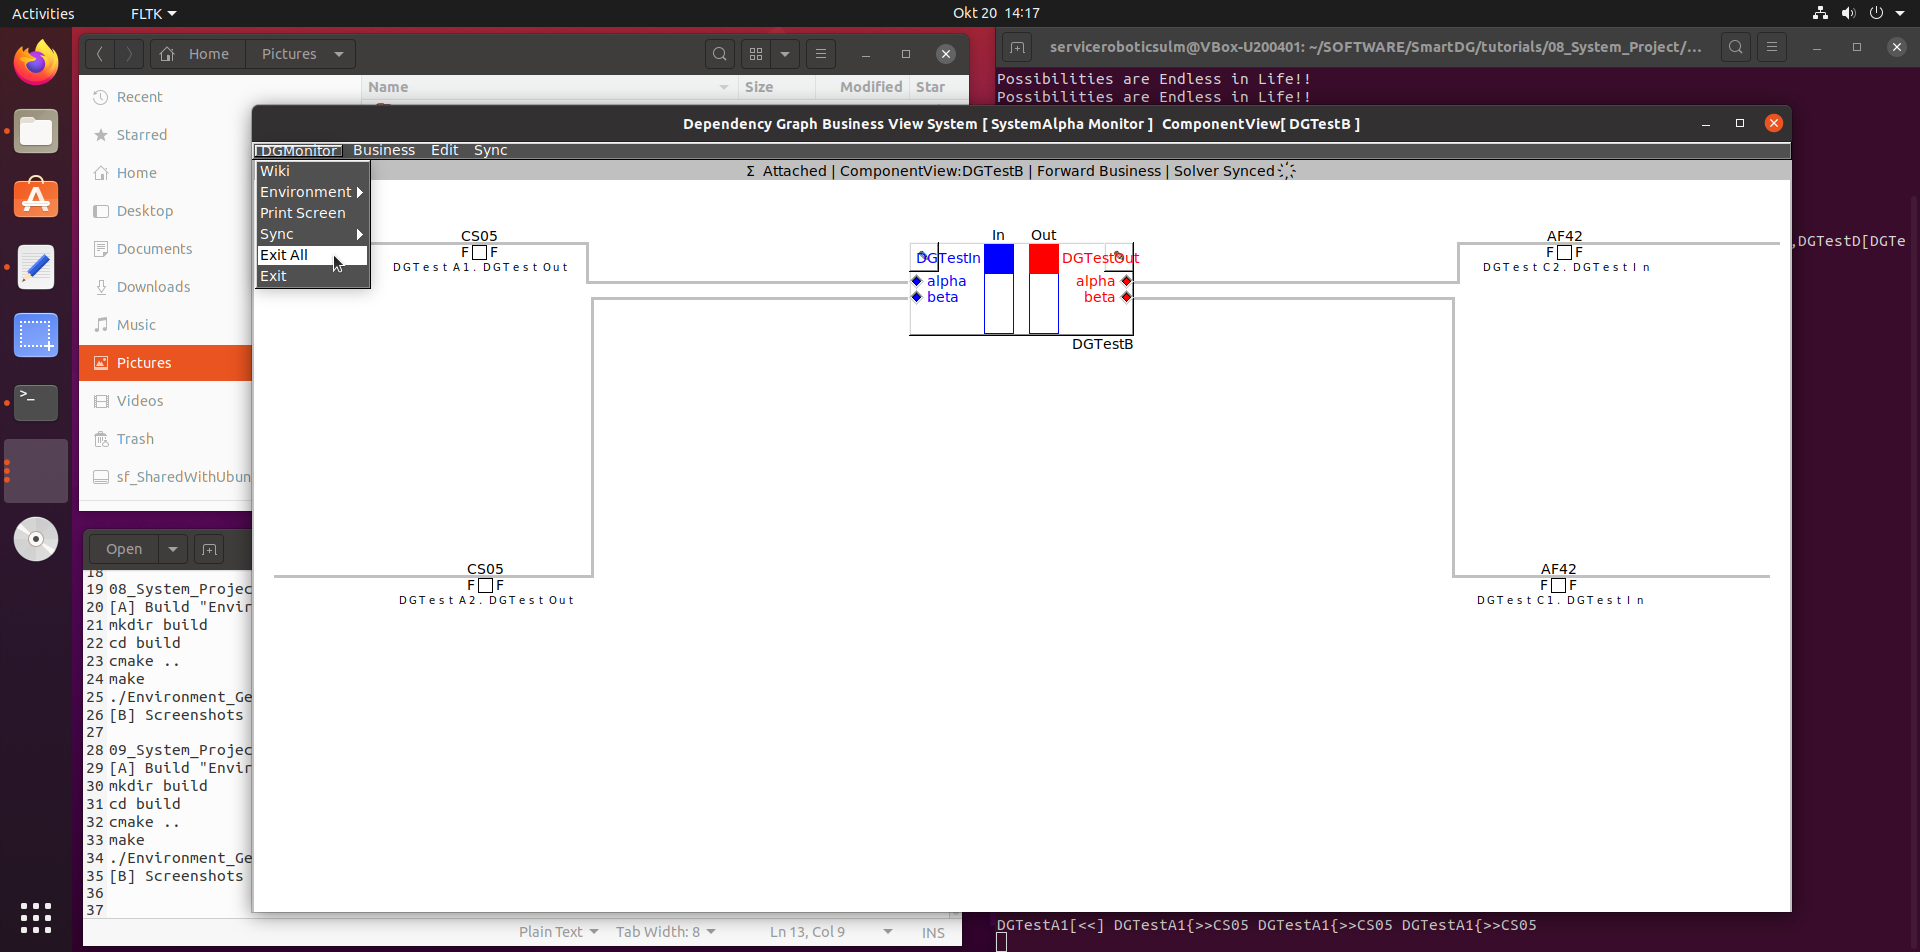 Activities
FLTK
Okt 20 14:17
Home
Pictures
Name
Size
Modified
Star
Recent
Starred
Home
Desktop
Documents
Downloads
Music
Pictures
Videos
Trash
sf_SharedWithUbun
serviceroboticsulm@VBox-U200401: ~/SOFTWARE/SmartDG/tutorials/08_System_Project/...
Possibilities are Endless in Life!!
Possibilities are Endless in Life!!
,DGTestD[DGTe
Dependency Graph Business View System [ SystemAlpha Monitor ] ComponentView[ DGTestB ]
DGMonitor Business Edit Sync
Σ Attached | ComponentView:DGTestB | Forward Business | Solver Synced
Wiki
Environment
Print Screen
Sync
Exit All
Exit
CS05
F F
DGTestA1.DGTestOut
In Out
DGTestIn DGTestOut
alpha alpha
beta beta
DGTestB
AF42
F F
DGTestC2.DGTestIn
CS05
F F
DGTestA2.DGTestOut
AF42
F F
DGTestC1.DGTestIn
Open
18
19 08_System_Projec
20 [A] Build "Envir
21 mkdir build
22 cd build
23 cmake ..
24 make
25 ./Environment_Ge
26 [B] Screenshots
27
28 09_System_Projec
29 [A] Build "Envir
30 mkdir build
31 cd build
32 cmake ..
33 make
34 ./Environment_Ge
35 [B] Screenshots
36
37
Plain Text
Tab Width: 8
Ln 13, Col 9
INS
DGTestA1[<<] DGTestA1{>>CS05 DGTestA1{>>CS05 DGTestA1{>>CS05